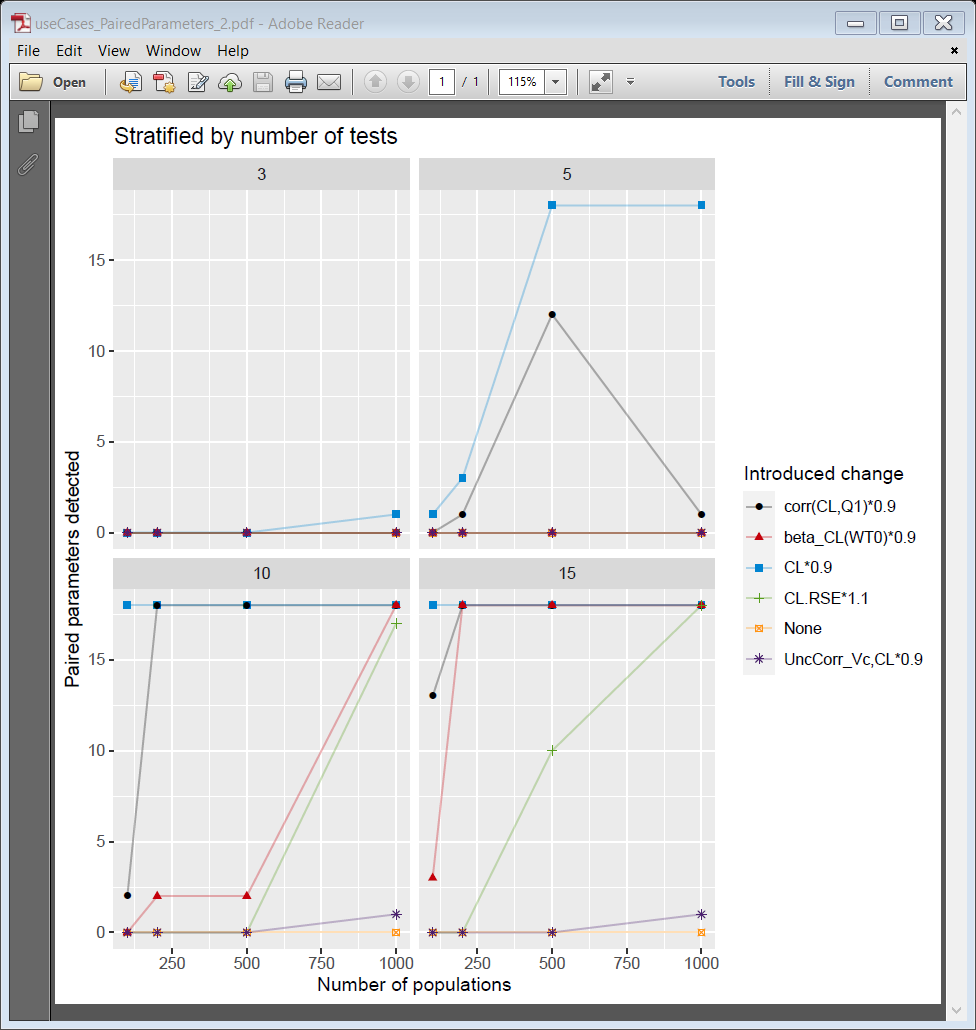 useCases_PairedParameters_2.pdf - Adobe Reader
File Edit View Window Help
Open 1 / 1 115% Tools Fill & Sign Comment
Stratified by number of tests
3 5
15
10
5
0
10 15
15
10
5
0
250 500 750 1000 250 500 750 1000
Number of populations
Paired parameters detected
Introduced change
corr(CL,Q1)*0.9
beta_CL(WT0)*0.9
CL*0.9
CL.RSE*1.1
None
UncCorr_Vc,CL*0.9